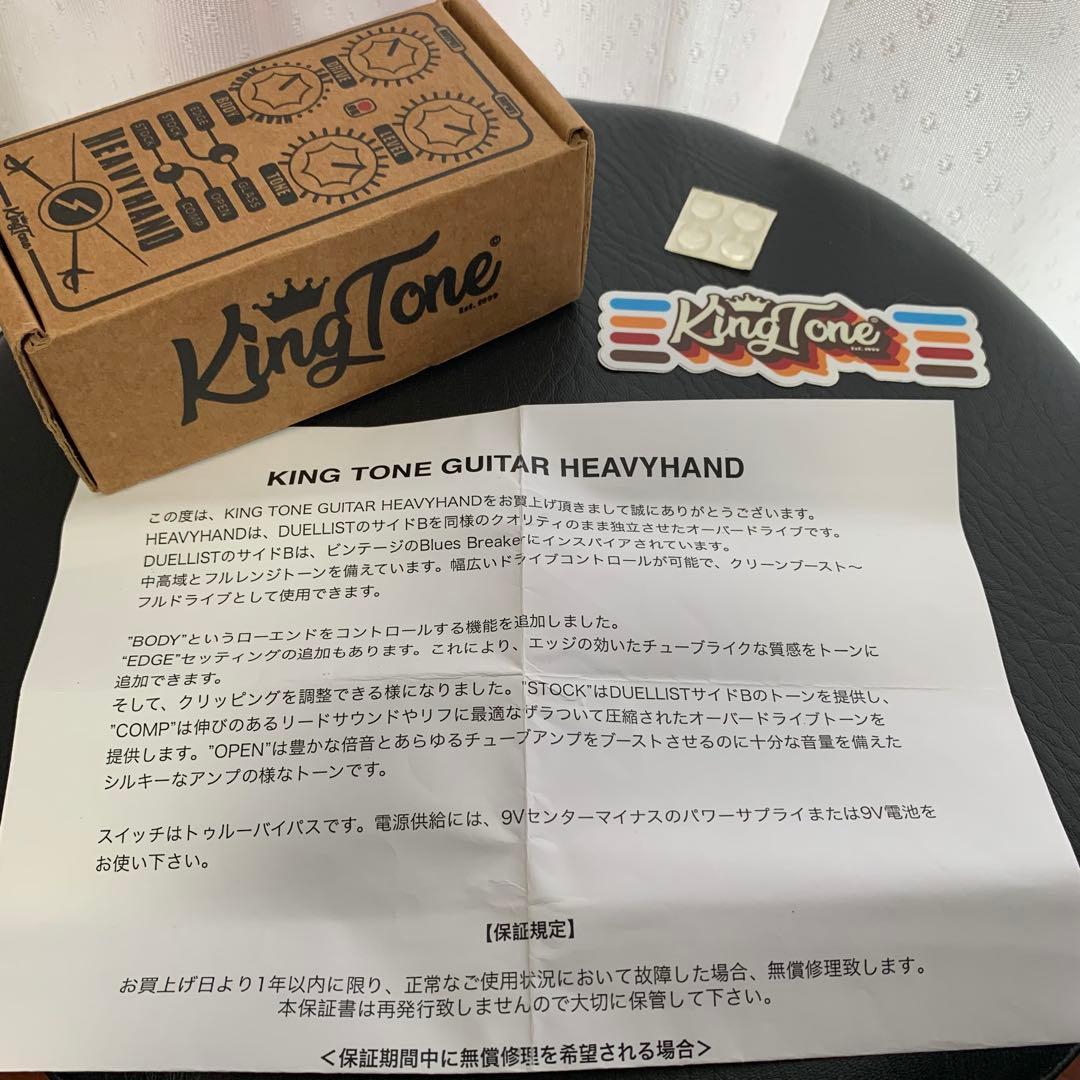 OUTPUT
INPUT
DRIVE
BODY
STOCK
LEVEL
TONE
EDGE
STOCK
STOCK
GLASS
OPEN
COMP
HEAVYHAND
KingTone
KingTone©
Est. 1999
KingTone
Est. 1999
KING TONE GUITAR HEAVYHAND
この度は、KING TONE GUITAR HEAVYHANDをお買上げ頂きまして誠にありがとうございます。
HEAVYHANDは、DUELLISTのサイドBを同様のクオリティのまま独立させたオーバードライブです。
DUELLISTのサイドBは、ビンテージのBlues Breakerにインスパイアされています。
中高域とフルレンジトーンを備えています。幅広いドライブコントロールが可能で、クリーンブースト〜
フルドライブとして使用できます。
"BODY"というローエンドをコントロールする機能を追加しました。
"EDGE"セッティングの追加もあります。これにより、エッジの効いたチューブライクな質感をトーンに
追加できます。
そして、クリッピングを調整できる様になりました。"STOCK"はDUELLISTサイドBのトーンを提供し、
"COMP"は伸びのあるリードサウンドやリフに最適なザラついて圧縮されたオーバードライブトーンを
提供します。"OPEN"は豊かな倍音とあらゆるチューブアンプをブーストさせるのに十分な音量を備えた
シルキーなアンプの様なトーンです。
スイッチはトゥルーバイパスです。電源供給には、9Vセンターマイナスのパワーサプライまたは9V電池を
お使い下さい。
【保証規定】
お買上げ日より1年以内に限り、正常なご使用状況において故障した場合、無償修理致します。
本保証書は再発行致しませんので大切に保管して下さい。
＜保証期間中に無償修理を希望される場合＞